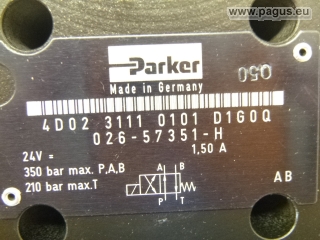 © www.pagus.eu
Parker
Made in Germany
050
4D02 3111 0101 D1G0Q
026-57351-H
24V = 1,50 A
350 bar max. P,A,B
210 bar max.T
A B
P T
AB